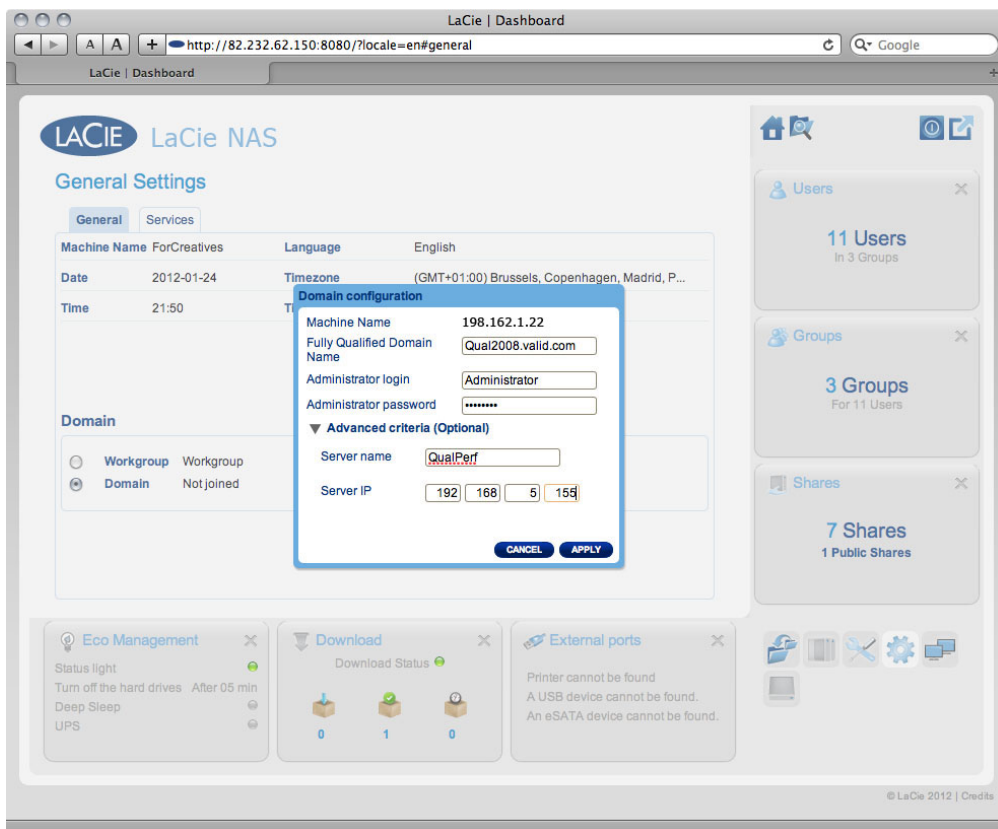 LaCie | Dashboard
A A + http://82.232.62.150:8080/?locale=en#general Google
LaCie | Dashboard
LACIE LaCie NAS
General Settings
General Services
Machine Name ForCreatives Language English
Date 2012-01-24 Timezone (GMT+01:00) Brussels, Copenhagen, Madrid, P...
Time 21:50 Ti
Domain configuration
Machine Name 198.162.1.22
Fully Qualified Domain
Name
Qual2008.valid.com
Administrator login Administrator
Administrator password ••••••••
Advanced criteria (Optional)
Server name QualPerf
Server IP 192 168 5 155
CANCEL APPLY
Domain
Workgroup Workgroup
Domain Not joined
Users
11 Users
In 3 Groups
Groups
3 Groups
For 11 Users
Shares
7 Shares
1 Public Shares
Eco Management
Status light
Turn off the hard drives After 05 min
Deep Sleep
UPS
Download
Download Status
0 1 0
External ports
Printer cannot be found
A USB device cannot be found.
An eSATA device cannot be found.
© LaCie 2012 | Credits